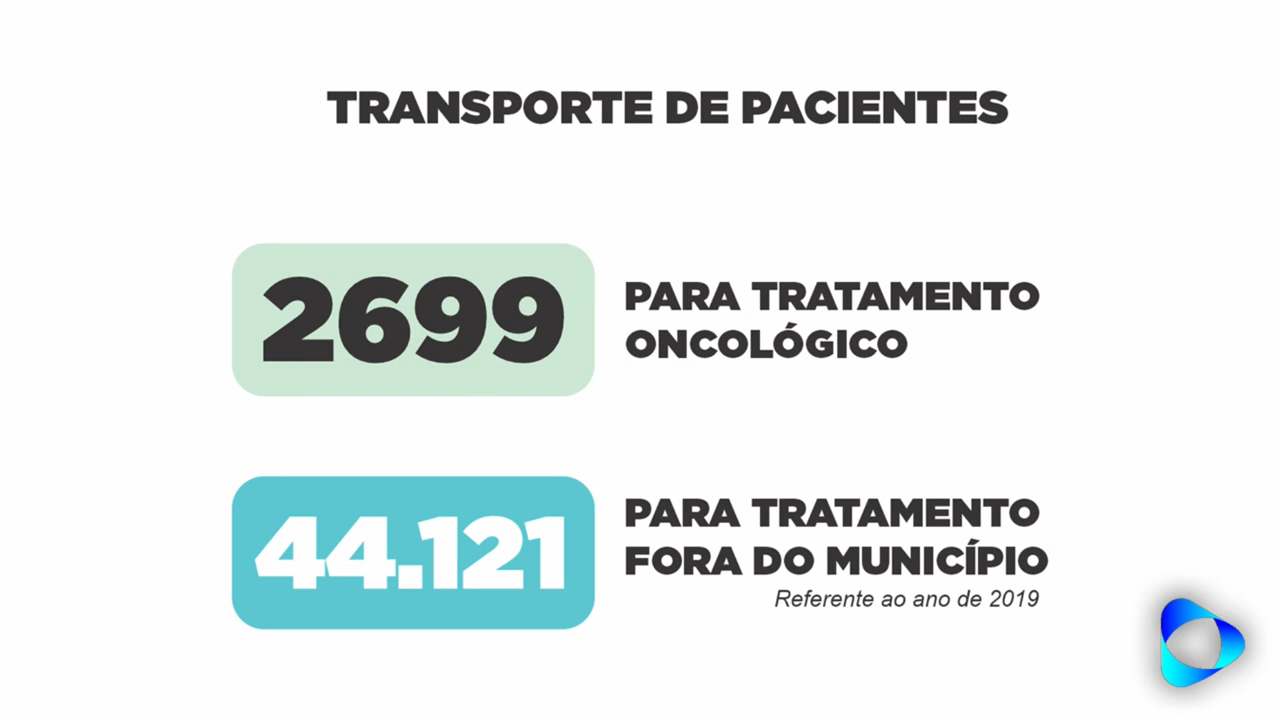 TRANSPORTE DE PACIENTES
2699
PARA TRATAMENTO
ONCOLÓGICO
44.121
PARA TRATAMENTO
FORA DO MUNICÍPIO
Referente ao ano de 2019